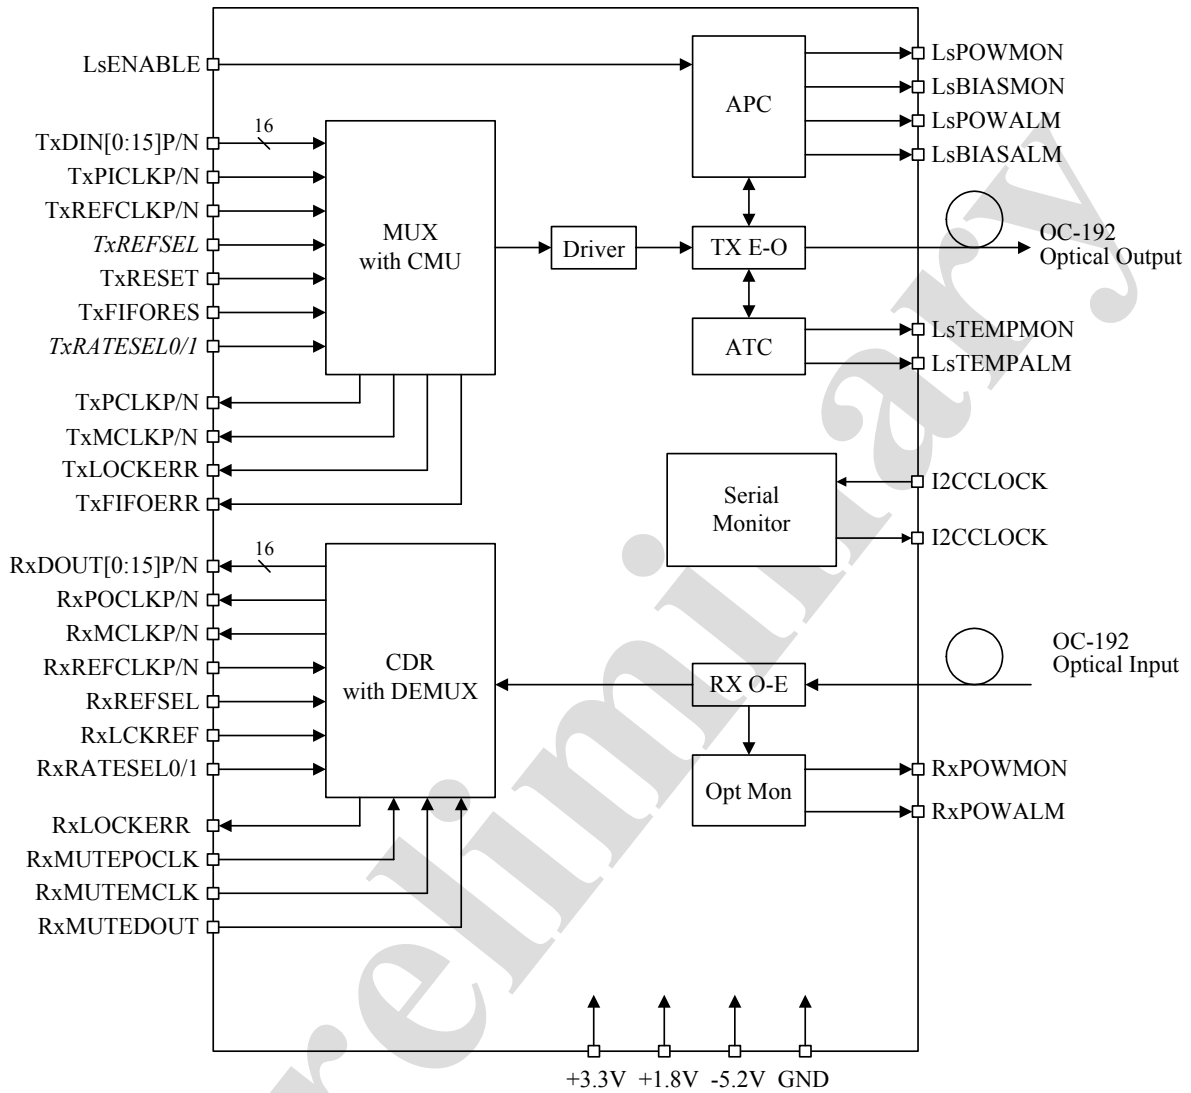 LsENABLE
TxDIN[0:15]P/N
16
TxPICLKP/N
TxREFCLKP/N
TxREFSEL
TxRESET
TxFIFORES
TxRATESEL0/1
TxPCLKP/N
TxMCLKP/N
TxLOCKERR
TxFIFOERR
MUX
with CMU
Driver
APC
TX E-O
ATC
LsPOWMON
LsBIASMON
LsPOWALM
LsBIASALM
OC-192
Optical Output
LsTEMPMON
LsTEMPALM
Serial
Monitor
I2CCLOCK
I2CCLOCK
RxDOUT[0:15]P/N
16
RxPOCLKP/N
RxMCLKP/N
RxREFCLKP/N
RxREFSEL
RxLCKREF
RxRATESEL0/1
RxLOCKERR
RxMUTEPOCLK
RxMUTEMCLK
RxMUTEDOUT
CDR
with DEMUX
RX O-E
Opt Mon
OC-192
Optical Input
RxPOWMON
RxPOWALM
+3.3V +1.8V -5.2V GND
reliminary